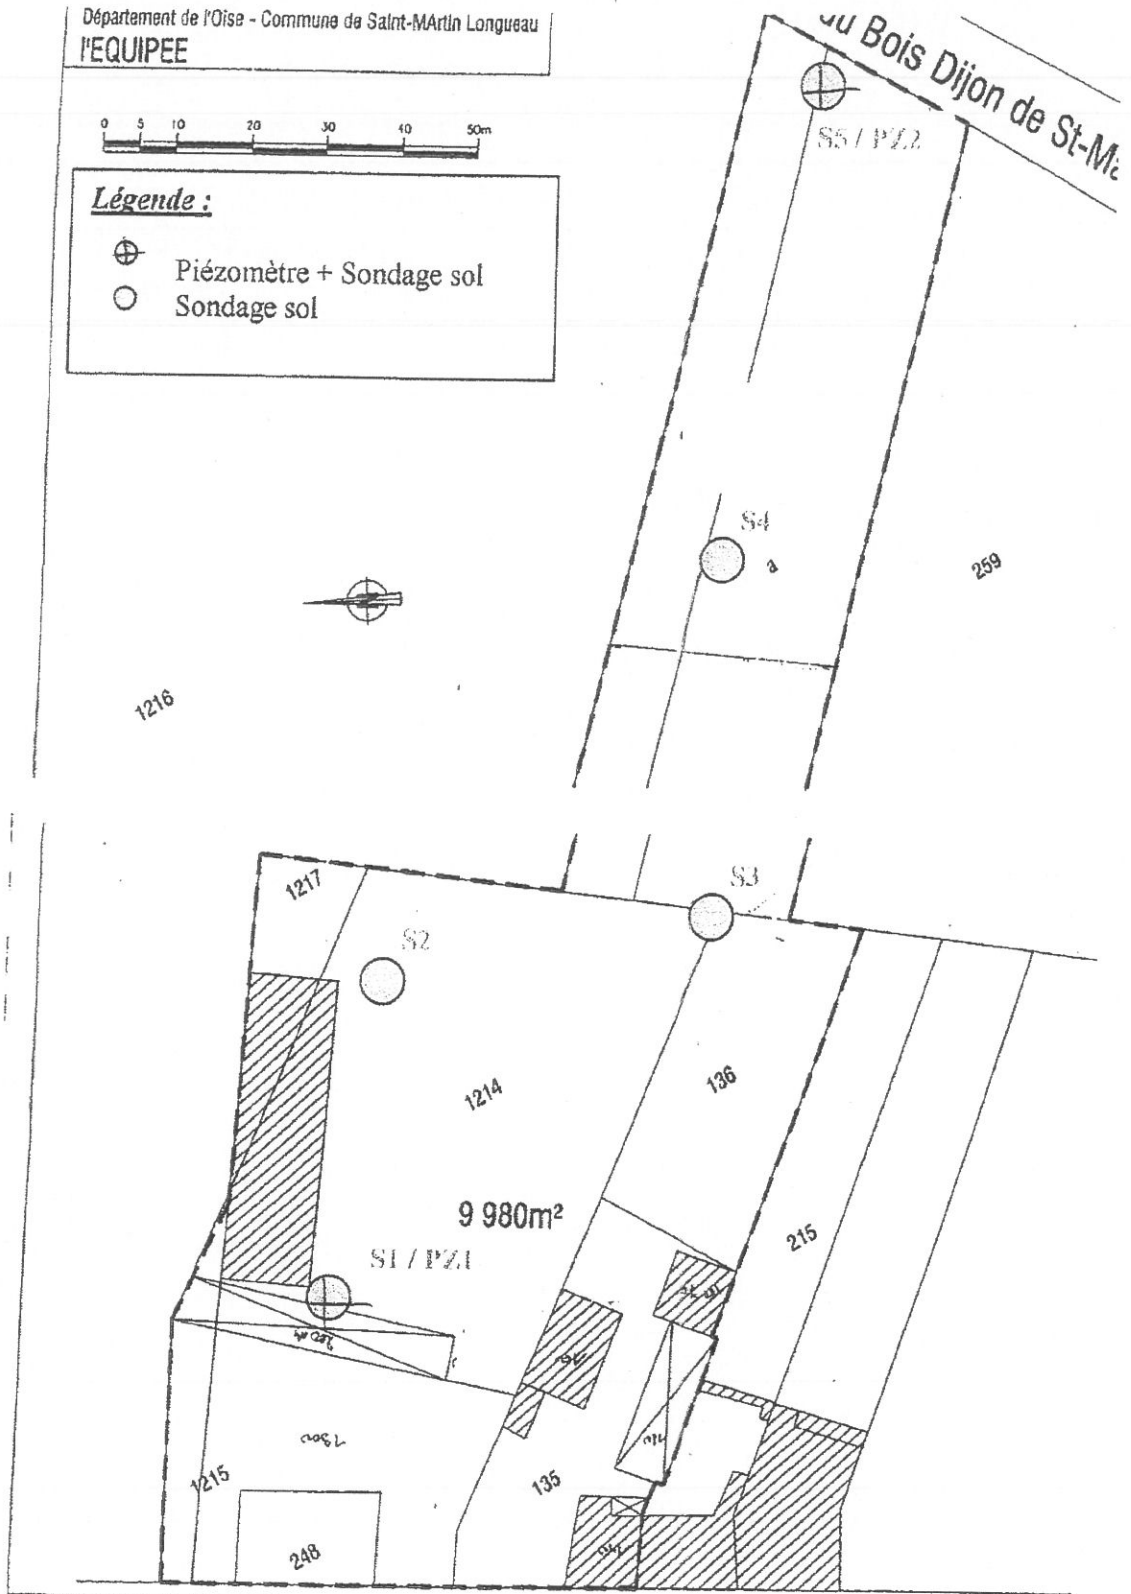 Département de l'Oise - Commune de Saint-MArtin Longueau
l'EQUIPEE
0 5 10 20 30 40 50m
Légende :
Piézomètre + Sondage sol
Sondage sol
du Bois Dijon de St-Ma
S5 / PZ2
S4
a
259
1216
1217
S3
S2
1214
136
9 980m²
215
S1 / PZ1
1215
135
248